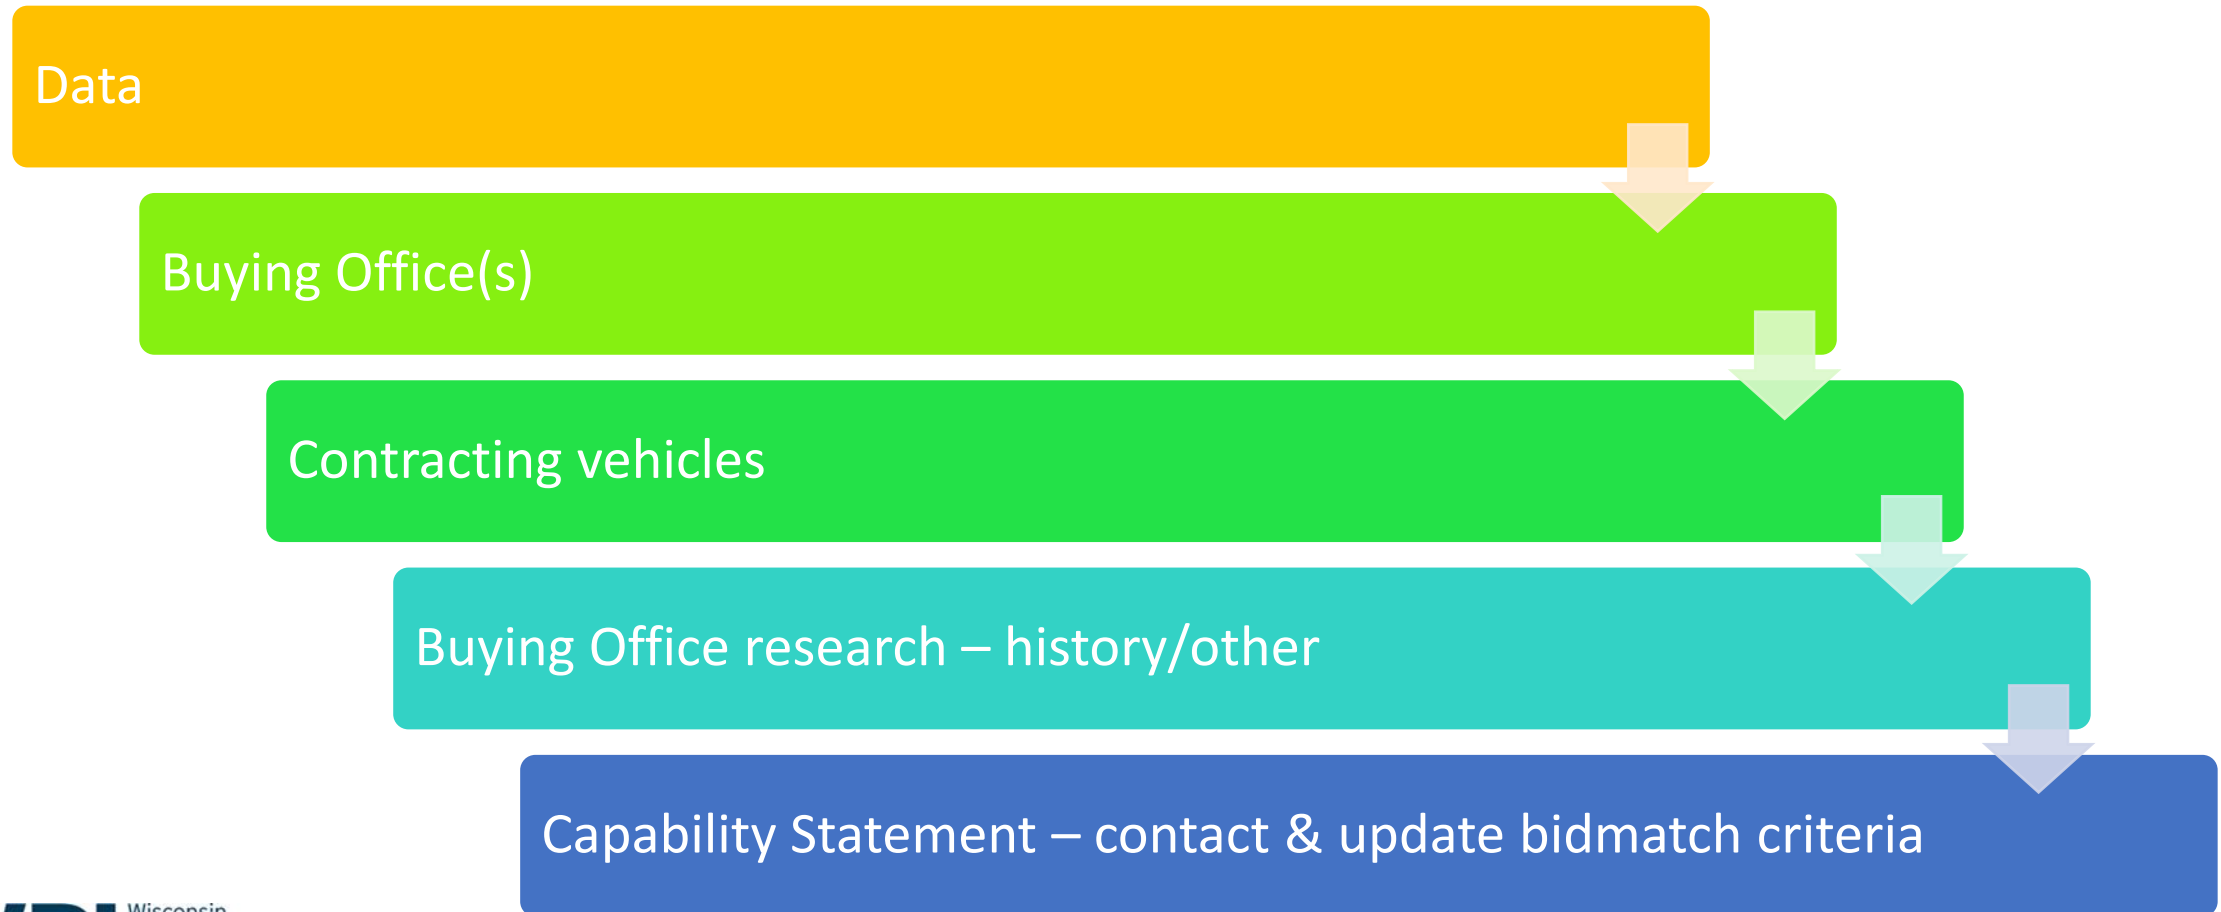 Data
Buying Office(s)
Contracting vehicles
Buying Office research – history/other
Capability Statement – contact & update bidmatch criteria
Wisconsin